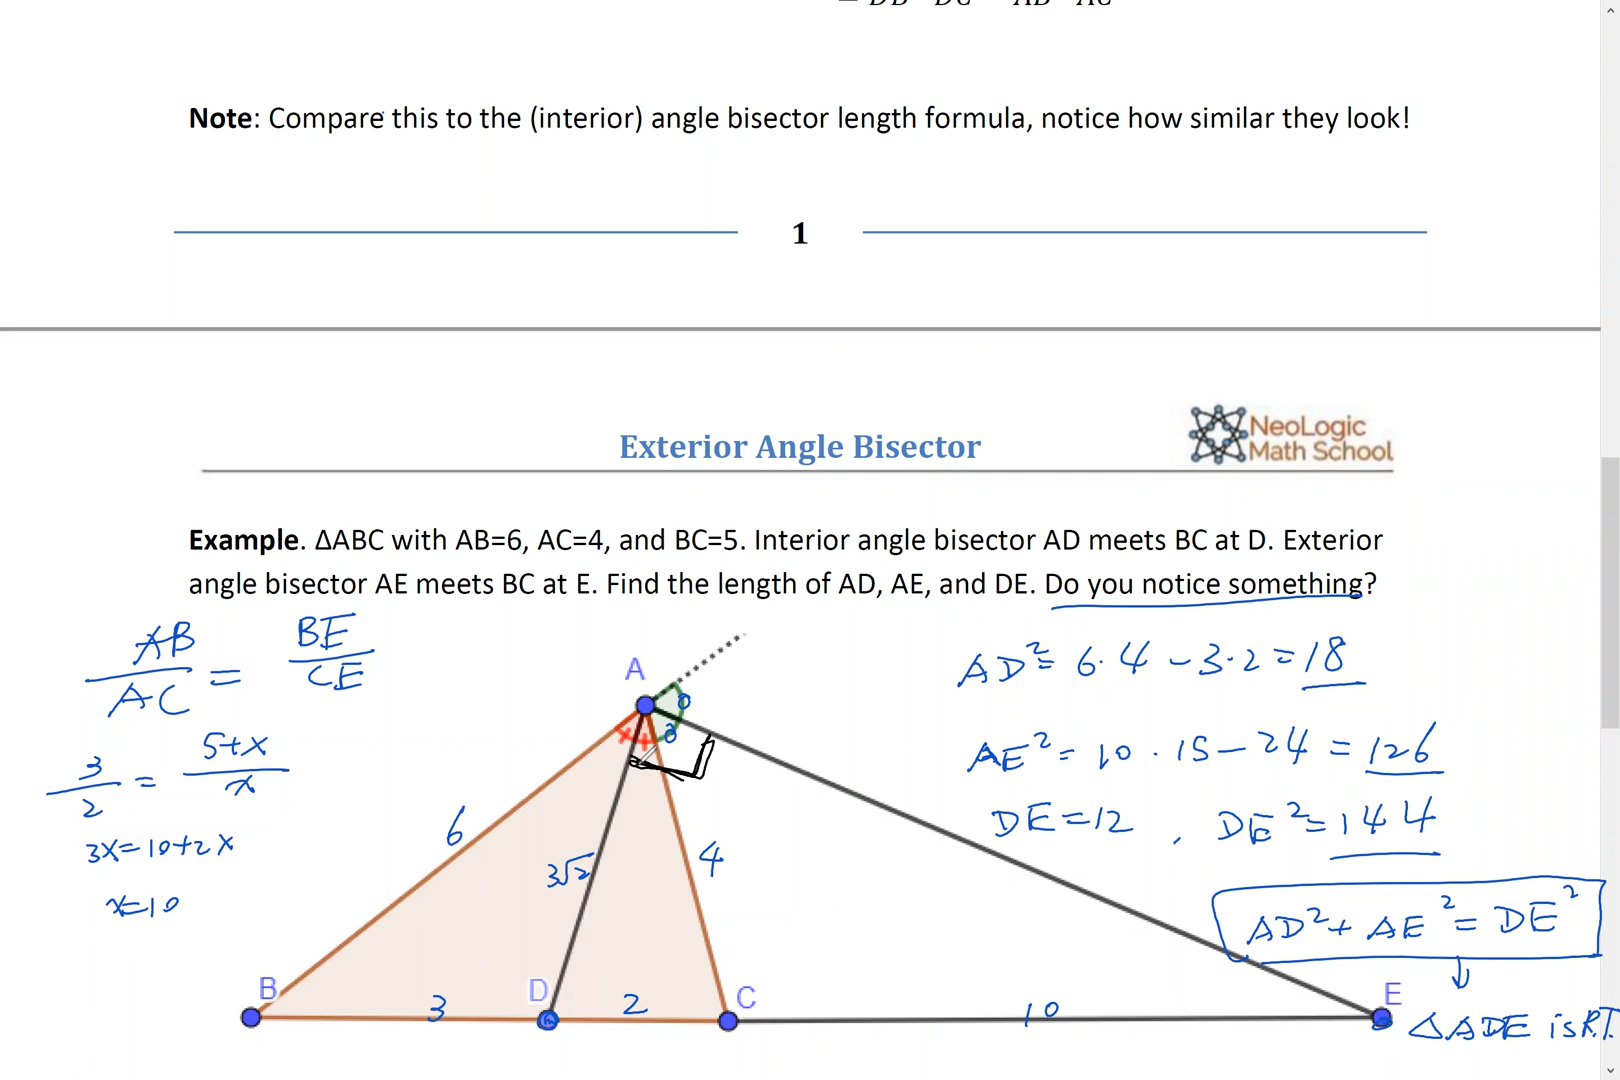 Note: Compare this to the (interior) angle bisector length formula, notice how similar they look!
1
Exterior Angle Bisector
NeoLogic
Math School
Example. ΔABC with AB=6, AC=4, and BC=5. Interior angle bisector AD meets BC at D. Exterior
angle bisector AE meets BC at E. Find the length of AD, AE, and DE. Do you notice something?
AB/AC = BE/CE
3/2 = 5+x/x
3x=10+2x
x=10
A
6
3√2
4
B
3
D
2
C
10
E
AD²= 6·4 − 3·2 = 18
AE² = 10·15 − 24 = 126
DE=12, DE²=144
AD² + AE² = DE²
↓
△ADE is R.T.